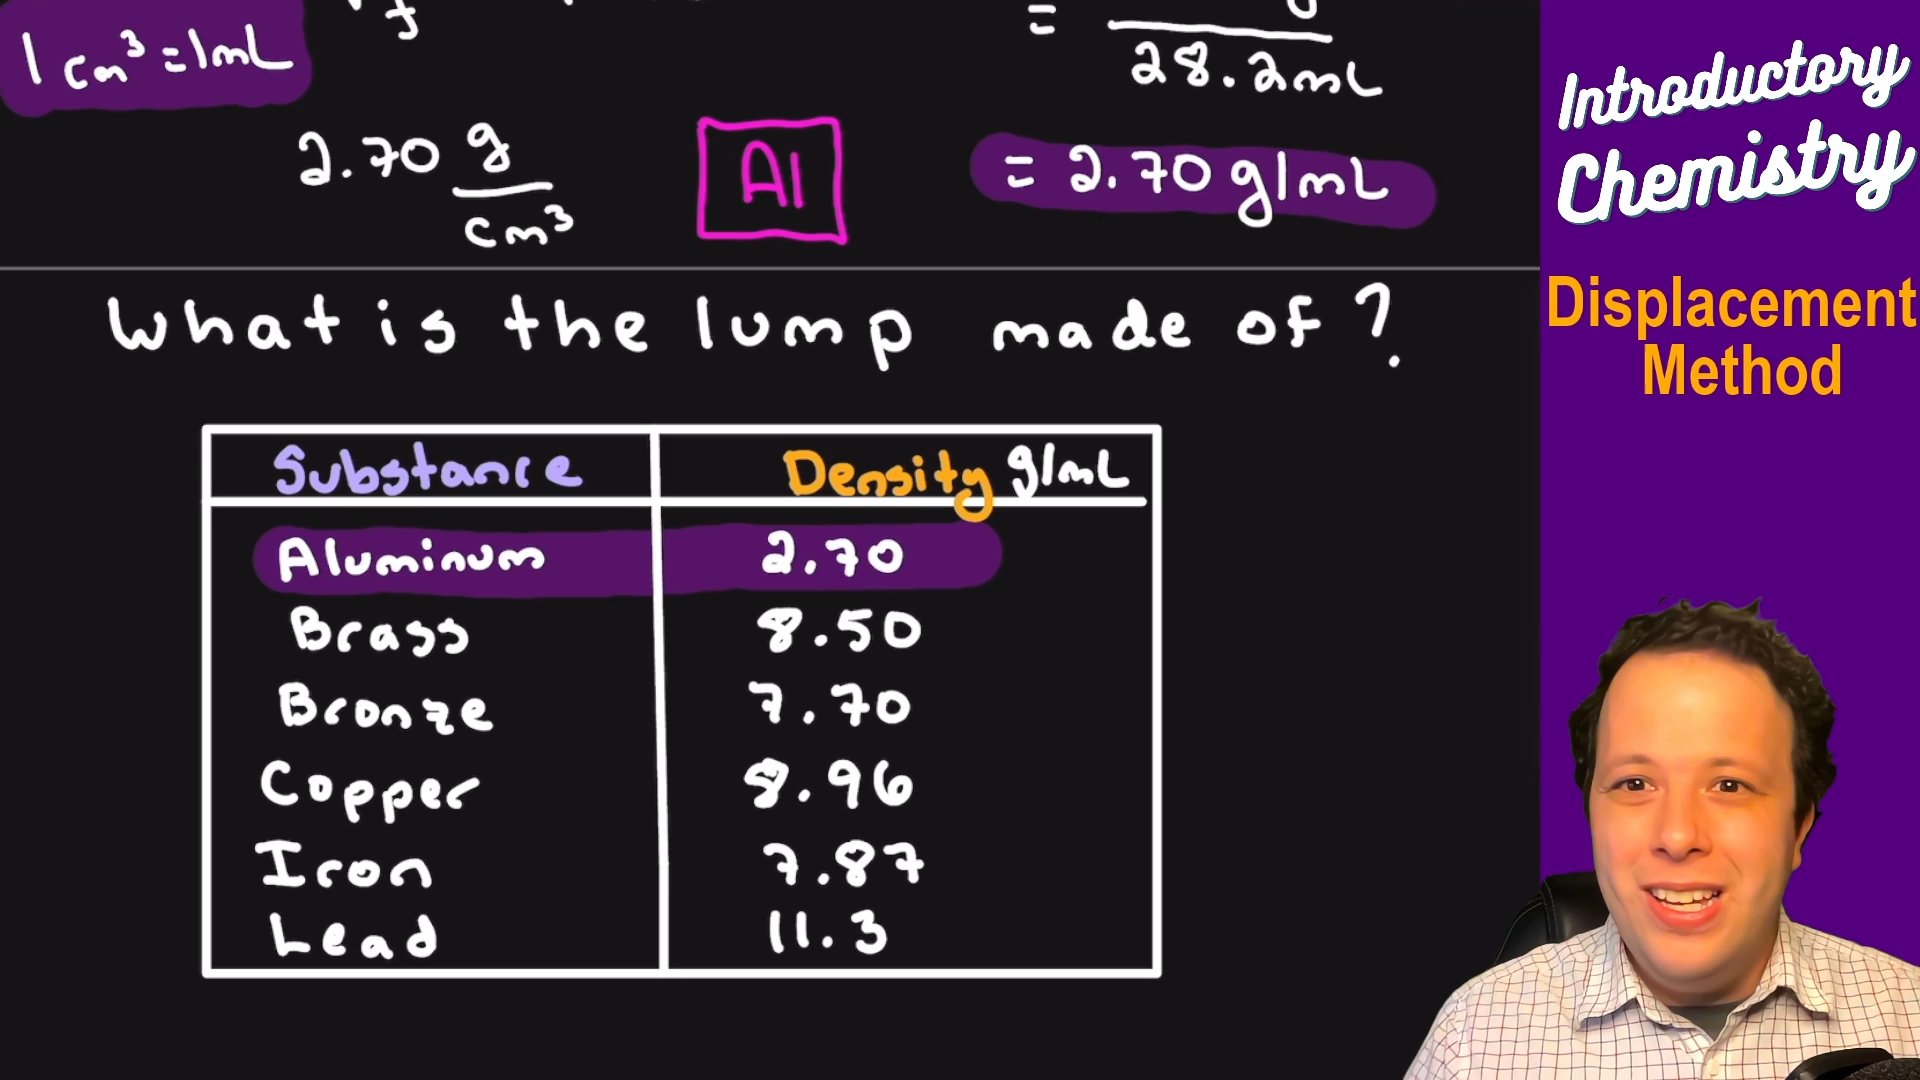 1 cm³ = 1 mL
=
28.2 mL
2.70 g
cm³
Al
= 2.70 g/mL
What is the lump made of?
Substance Density g/mL
Aluminum 2.70
Brass 8.50
Bronze 7.70
Copper 8.96
Iron 7.87
Lead 11.3
Introductory
Chemistry
Displacement
Method